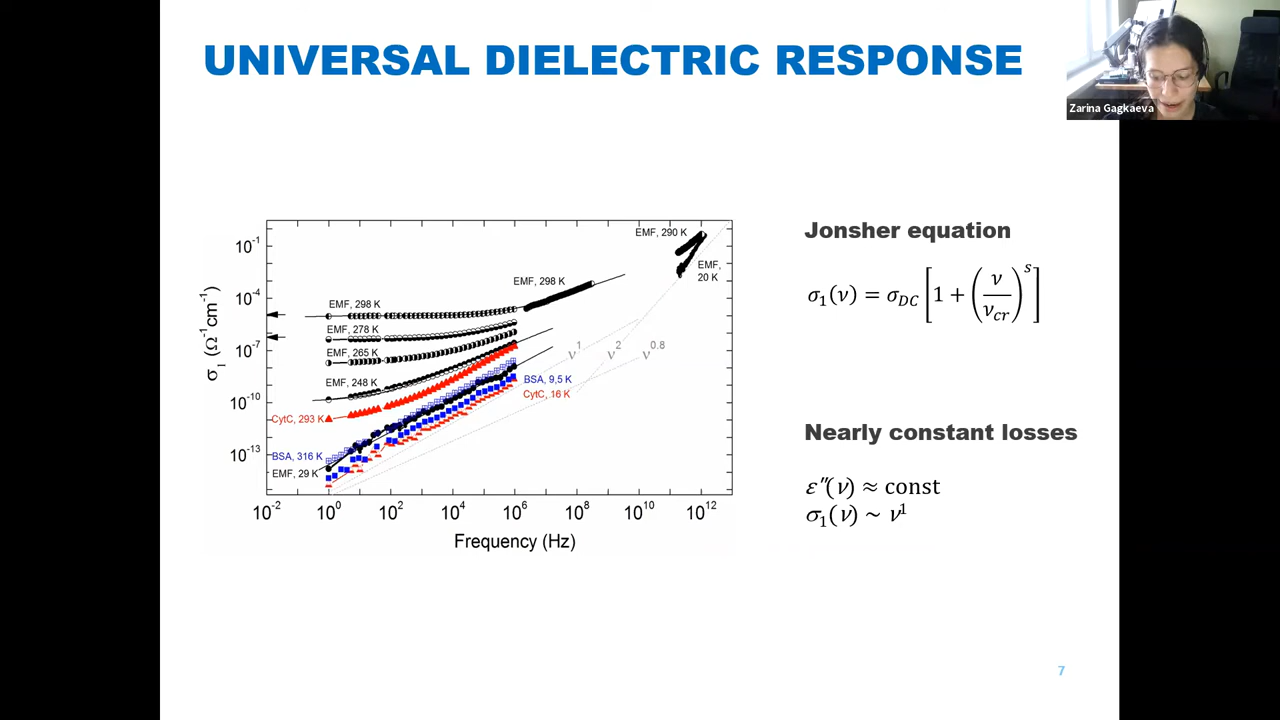 UNIVERSAL DIELECTRIC RESPONSE
Zarina Gagkaeva
Jonsher equation
σ₁(ν) = σ_DC [1 + (ν/ν_cr)^s]
Nearly constant losses
ε″(ν) ≈ const
σ₁(ν) ~ ν¹
σ₁ (Ω⁻¹cm⁻¹)
10⁻¹
10⁻⁴
10⁻⁷
10⁻¹⁰
10⁻¹³
EMF, 290 K
EMF,
20 K
EMF, 298 K
EMF, 298 K
EMF, 278 K
EMF, 265 K
EMF, 248 K
CytC, 293 K
BSA, 316 K
EMF, 29 K
ν¹ ν² ν⁰·⁸
BSA, 9,5 K
CytC, 16 K
10⁻² 10⁰ 10² 10⁴ 10⁶ 10⁸ 10¹⁰ 10¹²
Frequency (Hz)
7